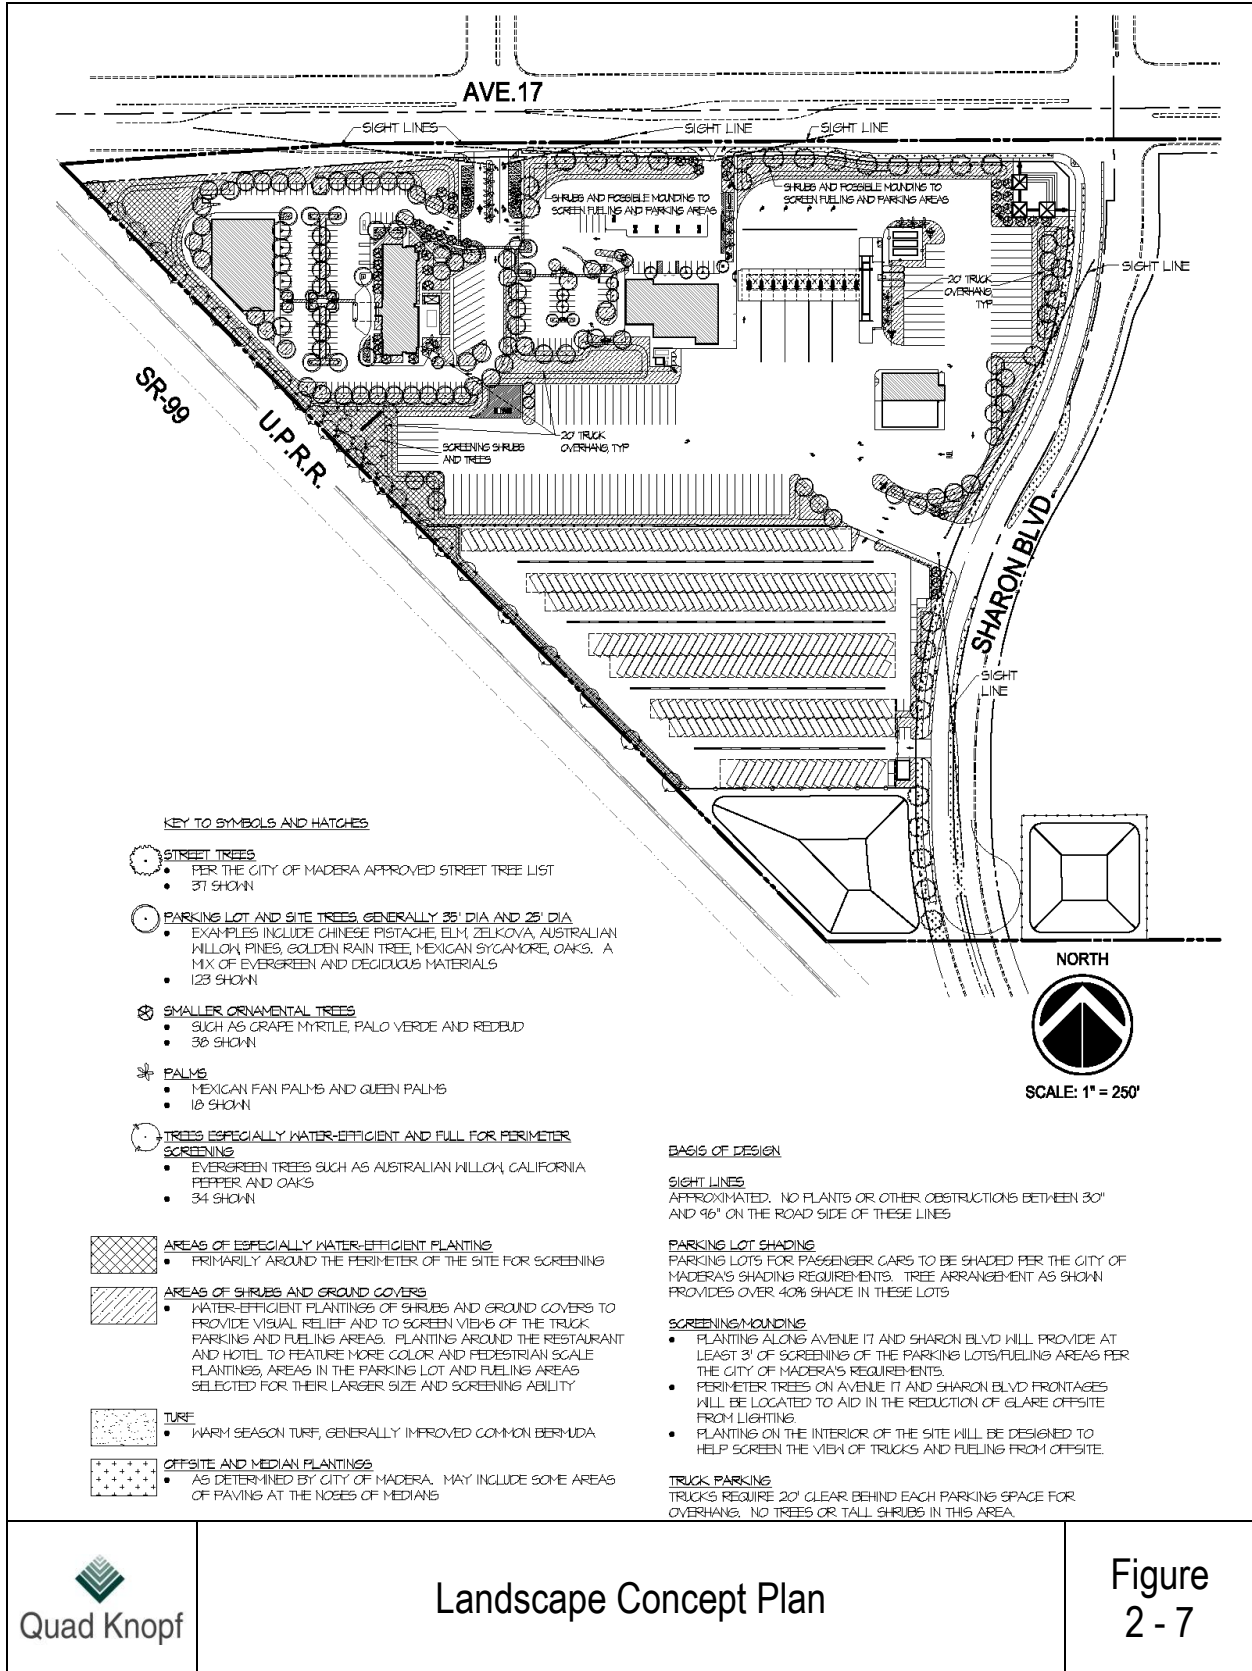 AVE.17
SIGHT LINES
SIGHT LINE
SIGHT LINE
SHRUBS AND POSSIBLE MOUNDING TO
SCREEN FUELING AND PARKING AREAS
SHRUBS AND POSSIBLE MOUNDING TO
SCREEN FUELING AND PARKING AREAS
SIGHT LINE
20' TRUCK
OVERHANG,
TYP
SR-99
U.P.R.R.
20' TRUCK
OVERHANG, TYP
SCREENING SHRUBS
AND TREES
SHARON BLVD
SIGHT
LINE
KEY TO SYMBOLS AND HATCHES
STREET TREES
• PER THE CITY OF MADERA APPROVED STREET TREE LIST
• 37 SHOWN
PARKING LOT AND SITE TREES, GENERALLY 35' DIA AND 25' DIA
• EXAMPLES INCLUDE CHINESE PISTACHE, ELM, ZELKOVA, AUSTRALIAN
WILLOW, PINES, GOLDEN RAIN TREE, MEXICAN SYCAMORE, OAKS. A
MIX OF EVERGREEN AND DECIDUOUS MATERIALS
• 123 SHOWN
SMALLER ORNAMENTAL TREES
• SUCH AS CRAPE MYRTLE, PALO VERDE AND REDBUD
• 38 SHOWN
PALMS
• MEXICAN FAN PALMS AND QUEEN PALMS
• 18 SHOWN
TREES ESPECIALLY WATER-EFFICIENT AND FULL FOR PERIMETER
SCREENING
• EVERGREEN TREES SUCH AS AUSTRALIAN WILLOW, CALIFORNIA
PEPPER AND OAKS
• 34 SHOWN
AREAS OF ESPECIALLY WATER-EFFICIENT PLANTING
• PRIMARILY AROUND THE PERIMETER OF THE SITE FOR SCREENING
AREAS OF SHRUBS AND GROUND COVERS
• WATER-EFFICIENT PLANTINGS OF SHRUBS AND GROUND COVERS TO
PROVIDE VISUAL RELIEF AND TO SCREEN VIEWS OF THE TRUCK
PARKING AND FUELING AREAS. PLANTING AROUND THE RESTAURANT
AND HOTEL TO FEATURE MORE COLOR AND PEDESTRIAN SCALE
PLANTINGS, AREAS IN THE PARKING LOT AND FUELING AREAS
SELECTED FOR THEIR LARGER SIZE AND SCREENING ABILITY
TURF
• WARM SEASON TURF, GENERALLY IMPROVED COMMON BERMUDA
OFFSITE AND MEDIAN PLANTINGS
• AS DETERMINED BY CITY OF MADERA. MAY INCLUDE SOME AREAS
OF PAVING AT THE NOSES OF MEDIANS
NORTH
SCALE: 1" = 250'
BASIS OF DESIGN
SIGHT LINES
APPROXIMATED. NO PLANTS OR OTHER OBSTRUCTIONS BETWEEN 30"
AND 96" ON THE ROAD SIDE OF THESE LINES
PARKING LOT SHADING
PARKING LOTS FOR PASSENGER CARS TO BE SHADED PER THE CITY OF
MADERA'S SHADING REQUIREMENTS. TREE ARRANGEMENT AS SHOWN
PROVIDES OVER 40% SHADE IN THESE LOTS
SCREENING/MOUNDING
• PLANTING ALONG AVENUE 17 AND SHARON BLVD WILL PROVIDE AT
LEAST 3' OF SCREENING OF THE PARKING LOTS/FUELING AREAS PER
THE CITY OF MADERA'S REQUIREMENTS.
• PERIMETER TREES ON AVENUE 17 AND SHARON BLVD FRONTAGES
WILL BE LOCATED TO AID IN THE REDUCTION OF GLARE OFFSITE
FROM LIGHTING.
• PLANTING ON THE INTERIOR OF THE SITE WILL BE DESIGNED TO
HELP SCREEN THE VIEW OF TRUCKS AND FUELING FROM OFFSITE.
TRUCK PARKING
TRUCKS REQUIRE 20' CLEAR BEHIND EACH PARKING SPACE FOR
OVERHANG. NO TREES OR TALL SHRUBS IN THIS AREA.
Quad Knopf
Landscape Concept Plan
Figure
2 - 7